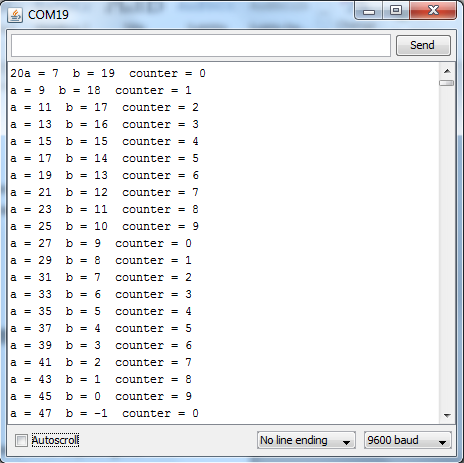 COM19
Send
20a = 7  b = 19  counter = 0
a = 9  b = 18  counter = 1
a = 11  b = 17  counter = 2
a = 13  b = 16  counter = 3
a = 15  b = 15  counter = 4
a = 17  b = 14  counter = 5
a = 19  b = 13  counter = 6
a = 21  b = 12  counter = 7
a = 23  b = 11  counter = 8
a = 25  b = 10  counter = 9
a = 27  b = 9  counter = 0
a = 29  b = 8  counter = 1
a = 31  b = 7  counter = 2
a = 33  b = 6  counter = 3
a = 35  b = 5  counter = 4
a = 37  b = 4  counter = 5
a = 39  b = 3  counter = 6
a = 41  b = 2  counter = 7
a = 43  b = 1  counter = 8
a = 45  b = 0  counter = 9
a = 47  b = -1  counter = 0
Autoscroll
No line ending
9600 baud